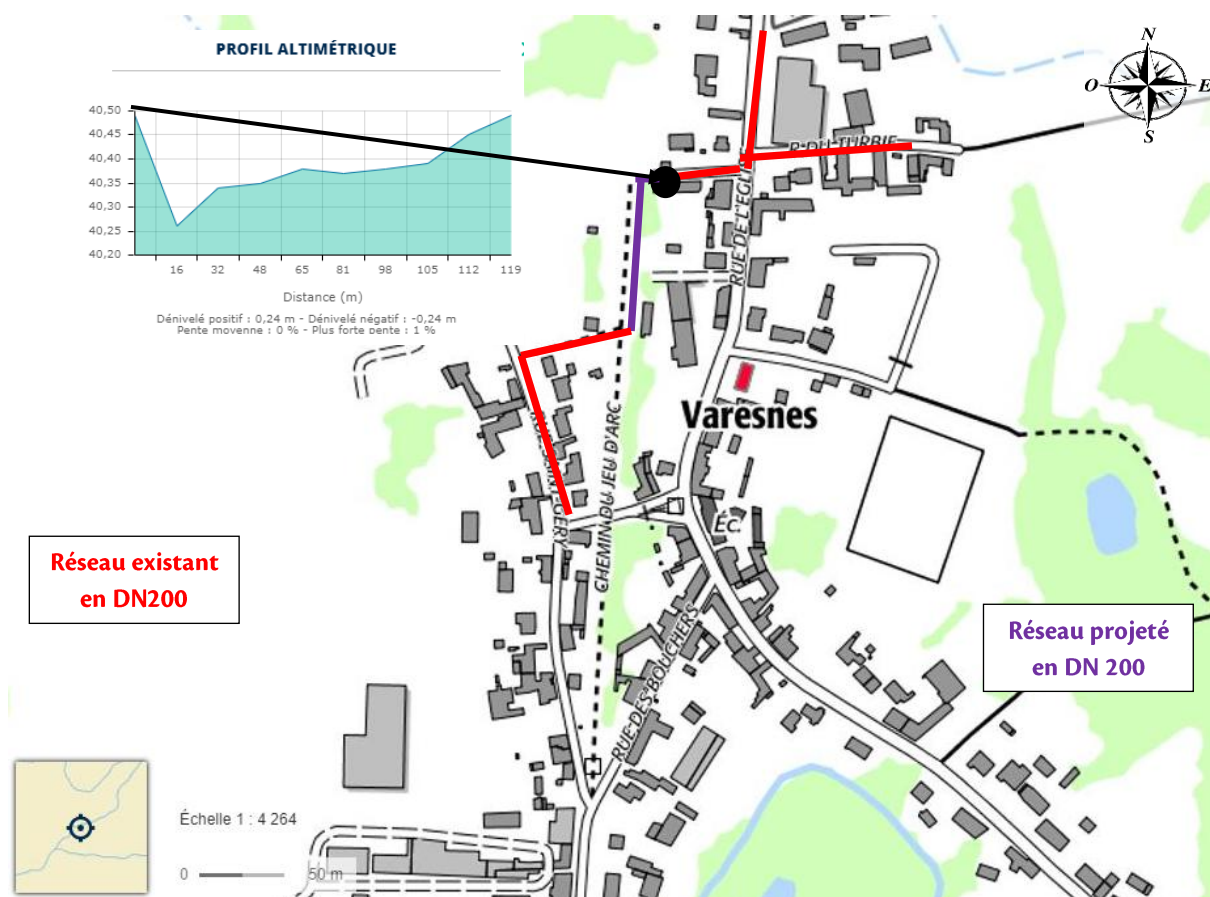 PROFIL ALTIMÉTRIQUE
40,50
40,45
40,40
40,35
40,30
40,25
40,20
16 32 48 65 81 98 105 112 119
Distance (m)
Dénivelé positif : 0,24 m - Dénivelé négatif : -0,24 m
Pente moyenne : 0 % - Plus forte pente : 1 %
N
O
E
S
R DU TURBIE
RUE DE L'EGLISE
Varesnes
CHEMIN DU JEU D'ARC
ÉC.
RUE DES BOUCHERS
Réseau existant
en DN200
Réseau projeté
en DN 200
Échelle 1 : 4 264
0 50 m